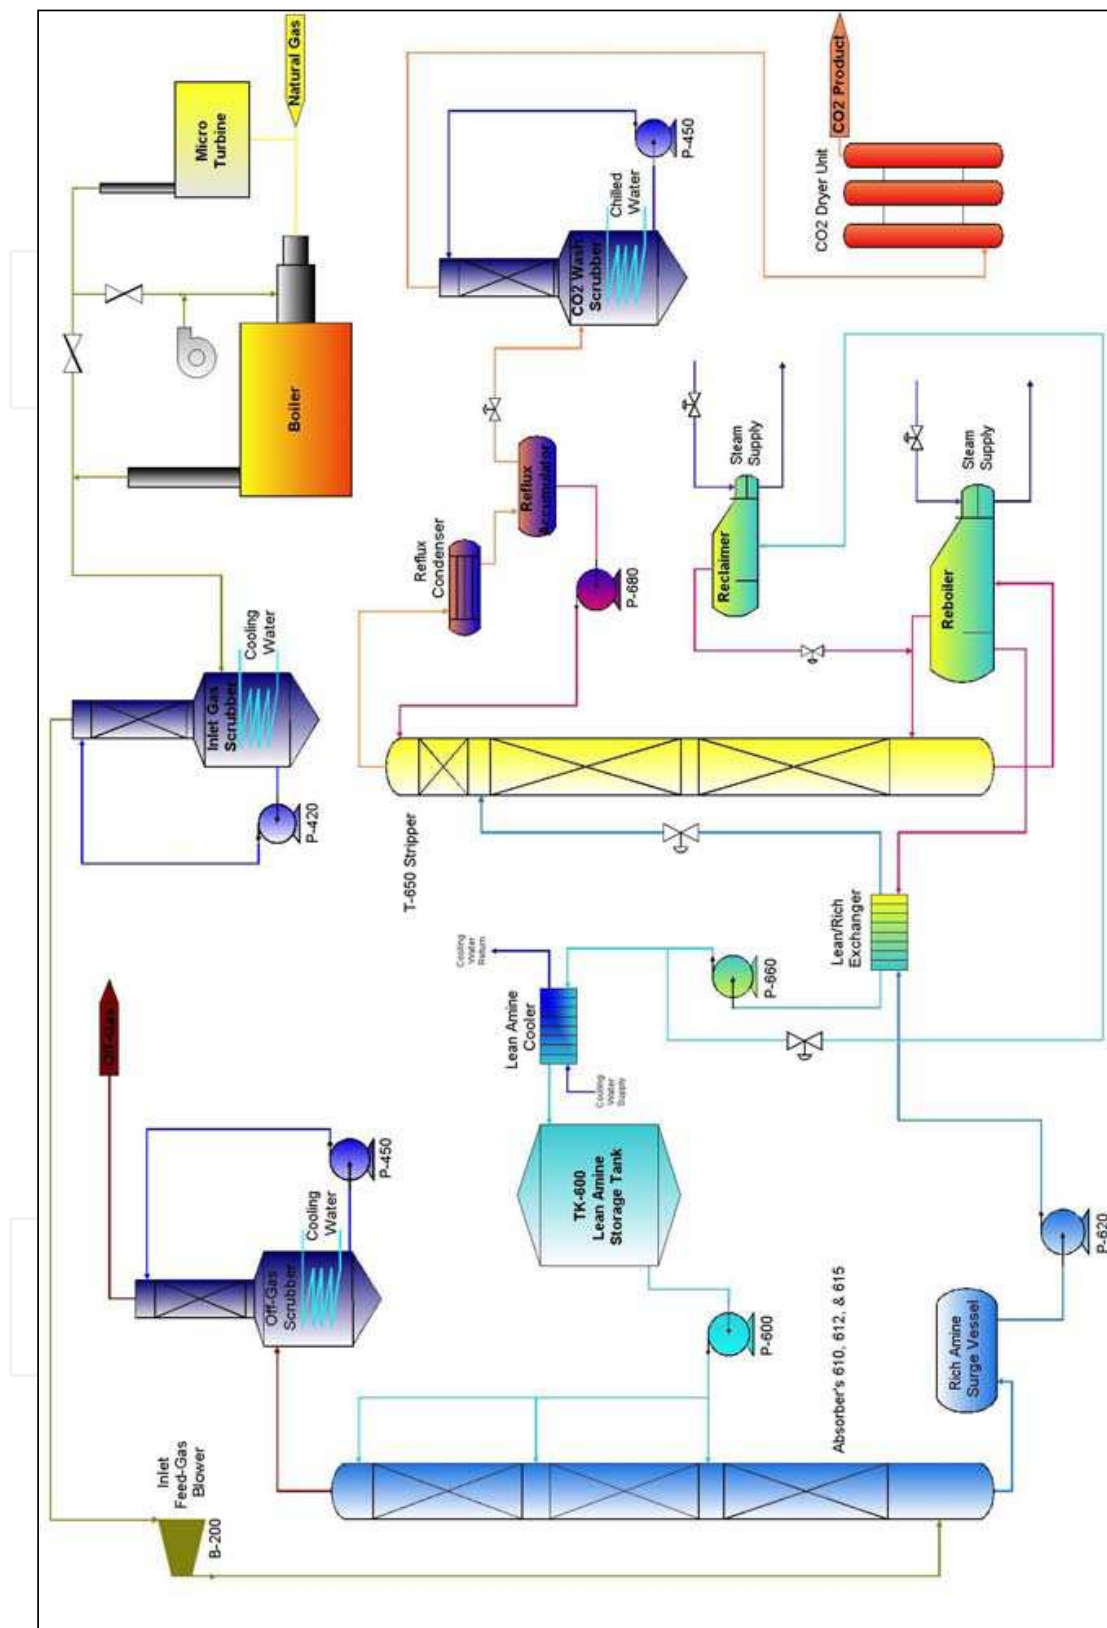 Natural Gas
Micro
Turbine
Boiler
Inlet Gas
Scrubber
Cooling
Water
P-420
Inlet
Feed-Gas
Blower
B-200
Off-Gas
Off-Gas
Scrubber
Cooling
Water
P-450
CO2 Product
CO2 Dryer Unit
CO2 Wash
Scrubber
Chilled
Water
P-450
Reflux
Condenser
Reflux
Accumulator
P-680
Reclaimer
Steam
Supply
Reboiler
Steam
Supply
T-650 Stripper
Lean/Rich
Exchanger
P-660
Lean Amine
Cooler
Cooling
Water
Return
Cooling
Water
Supply
TK-600
Lean Amine
Storage Tank
P-600
Absorber's 610, 612, & 615
Rich Amine
Surge Vessel
P-620